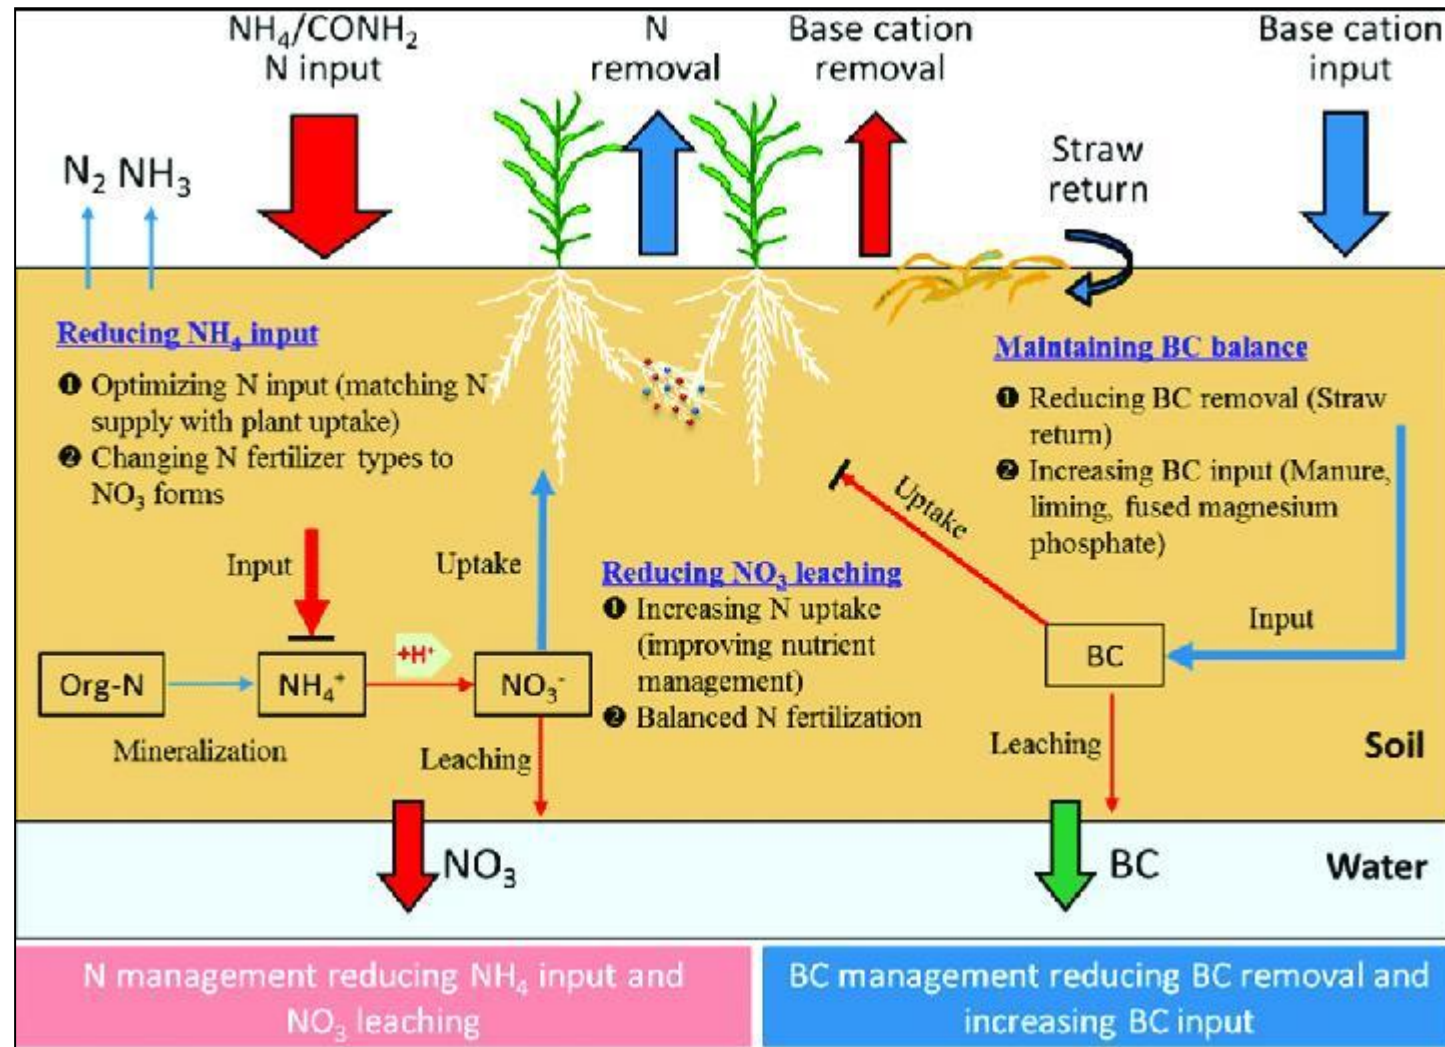 NH₄/CONH₂
N input
N
removal
Base cation
removal
Base cation
input
N₂ NH₃
Straw
return
Reducing NH₄ input
❶ Optimizing N input (matching N
supply with plant uptake)
❷ Changing N fertilizer types to
NO₃ forms
Maintaining BC balance
❶ Reducing BC removal (Straw
return)
❷ Increasing BC input (Manure,
liming, fused magnesium
phosphate)
Input
Uptake
Uptake
Reducing NO₃ leaching
❶ Increasing N uptake
(improving nutrient
management)
❷ Balanced N fertilization
Input
Org-N
NH₄⁺
+H⁺
NO₃⁻
BC
Mineralization
Leaching
Leaching
Soil
NO₃
BC
Water
N management reducing NH₄ input and
NO₃ leaching
BC management reducing BC removal and
increasing BC input